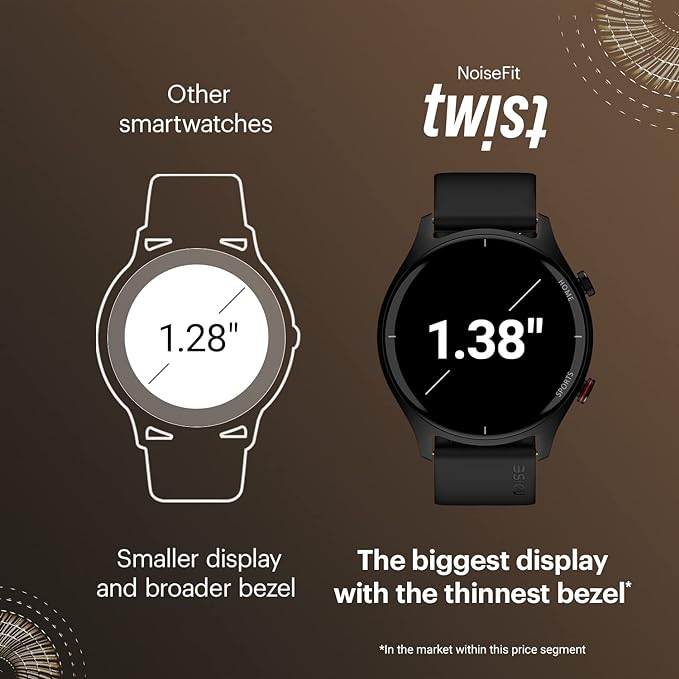 Other
smartwatches
NoiseFit
twist
1.28"
1.38"
HOME
SPORTS
NOISE
Smaller display
and broader bezel
The biggest display
with the thinnest bezel*
*In the market within this price segment